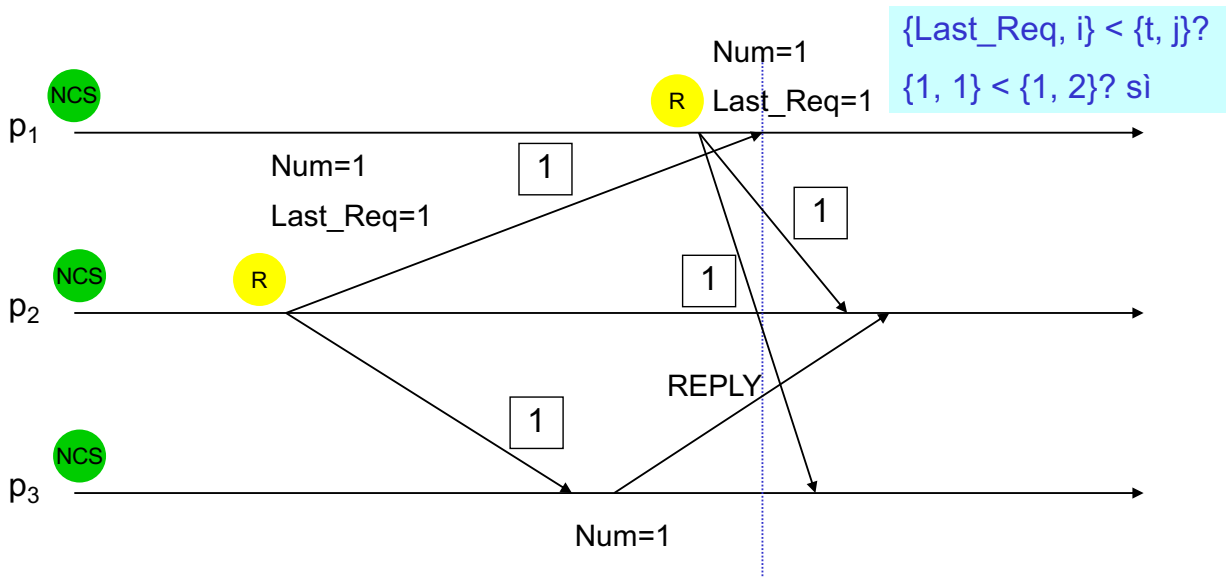 {Last_Req, i} < {t, j}?
{1, 1} < {1, 2}? sì
Num=1
Last_Req=1
NCS
R
p1
Num=1
Last_Req=1
1
1
NCS
R
1
p2
REPLY
1
NCS
p3
Num=1